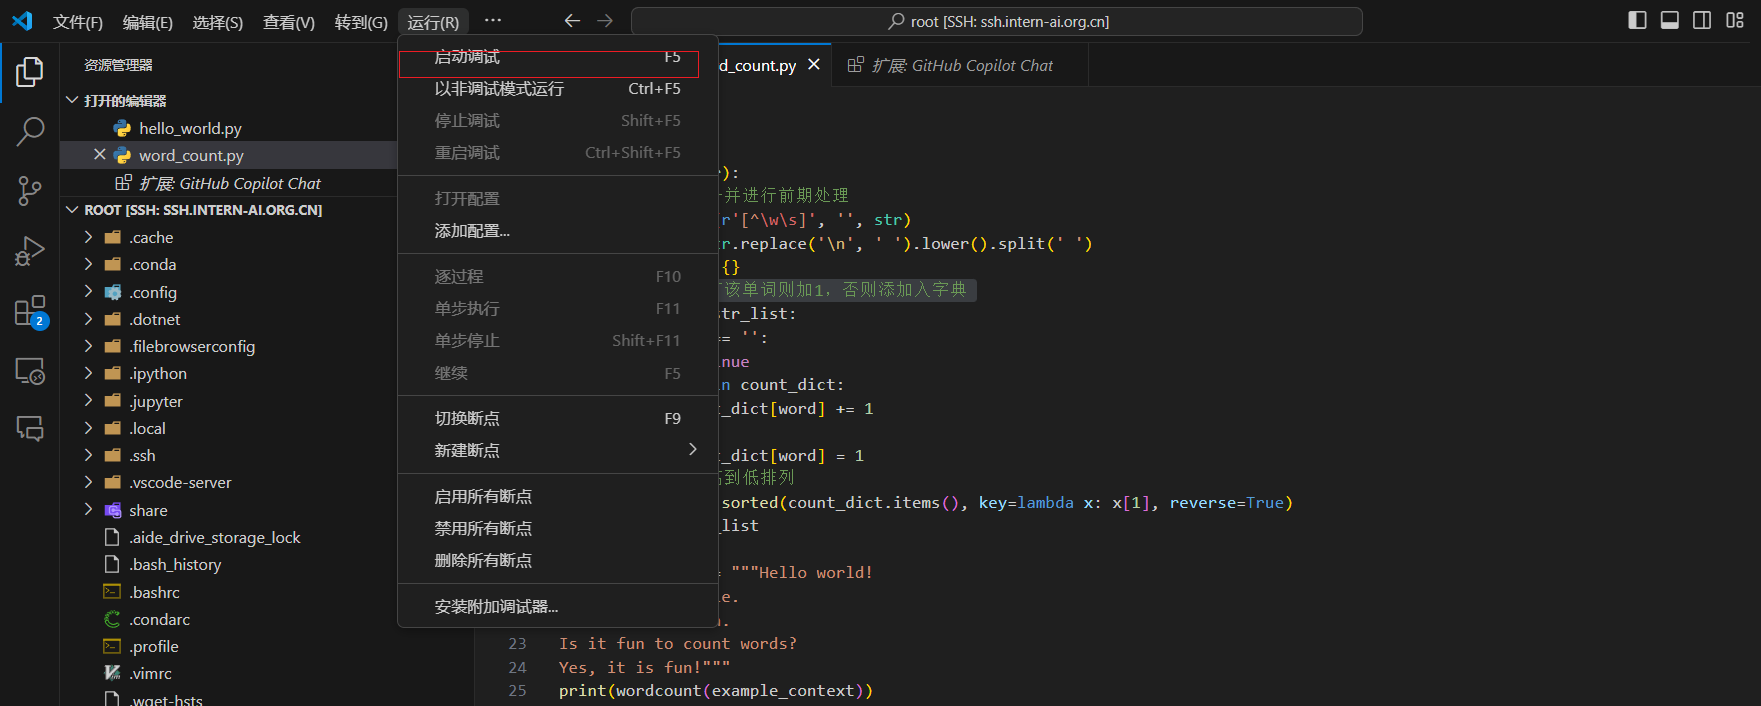 文件(F) 编辑(E) 选择(S) 查看(V) 转到(G) 运行(R) ··· root [SSH: ssh.intern-ai.org.cn]
资源管理器
打开的编辑器
hello_world.py
word_count.py
扩展: GitHub Copilot Chat
ROOT [SSH: SSH.INTERN-AI.ORG.CN]
.cache
.conda
.config
.dotnet
.filebrowserconfig
.ipython
.jupyter
.local
.ssh
.vscode-server
share
.aide_drive_storage_lock
.bash_history
.bashrc
.condarc
.profile
.vimrc
.wget-hsts
2
启动调试 F5
以非调试模式运行 Ctrl+F5
停止调试 Shift+F5
重启调试 Ctrl+Shift+F5
打开配置
添加配置...
逐过程 F10
单步执行 F11
单步停止 Shift+F11
继续 F5
切换断点 F9
新建断点
启用所有断点
禁用所有断点
删除所有断点
安装附加调试器...
d_count.py 扩展: GitHub Copilot Chat
):
并进行前期处理
r'[^\w\s]', '', str)
r.replace('\n', ' ').lower().split(' ')
{}
该单词则加1，否则添加入字典
tr_list:
= '':
nue
n count_dict:
_dict[word] += 1
_dict[word] = 1
到低排列
sorted(count_dict.items(), key=lambda x: x[1], reverse=True)
_list
= """Hello world!
e.
.
23 Is it fun to count words?
24 Yes, it is fun!"""
25 print(wordcount(example_context))